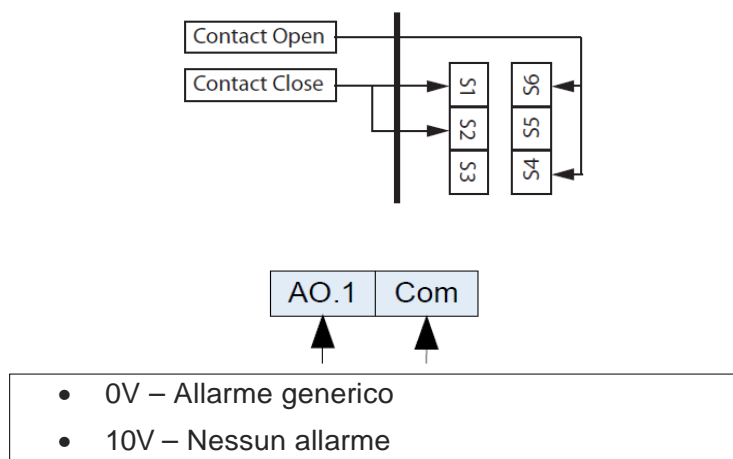 Contact Open
Contact Close
S1 S6
S2 S5
S3 S4
AO.1 Com
• 0V – Allarme generico
• 10V – Nessun allarme